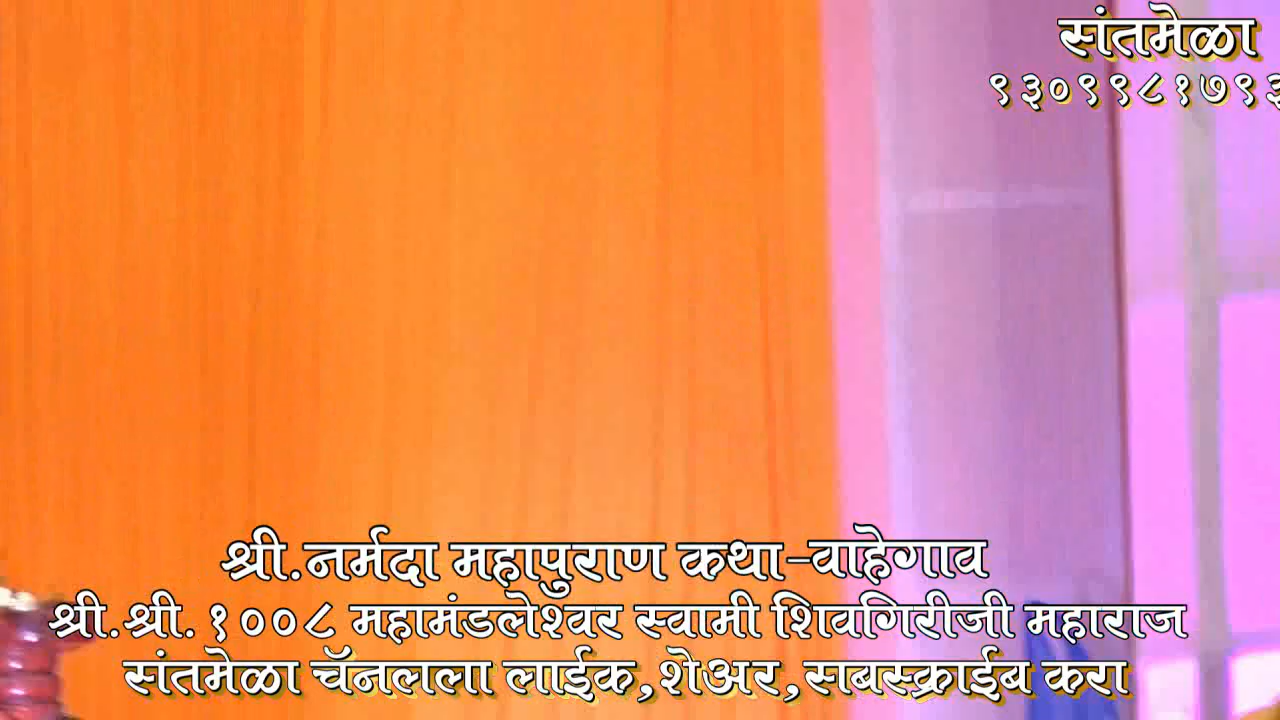 संतमेळा
९३०९९८१७९३
श्री.नर्मदा महापुराण कथा-वाहेगाव
श्री.श्री. १००८ महामंडलेश्वर स्वामी शिवगिरीजी महाराज
संतमेळा चॅनलला लाईक,शेअर,सबस्क्राईब करा